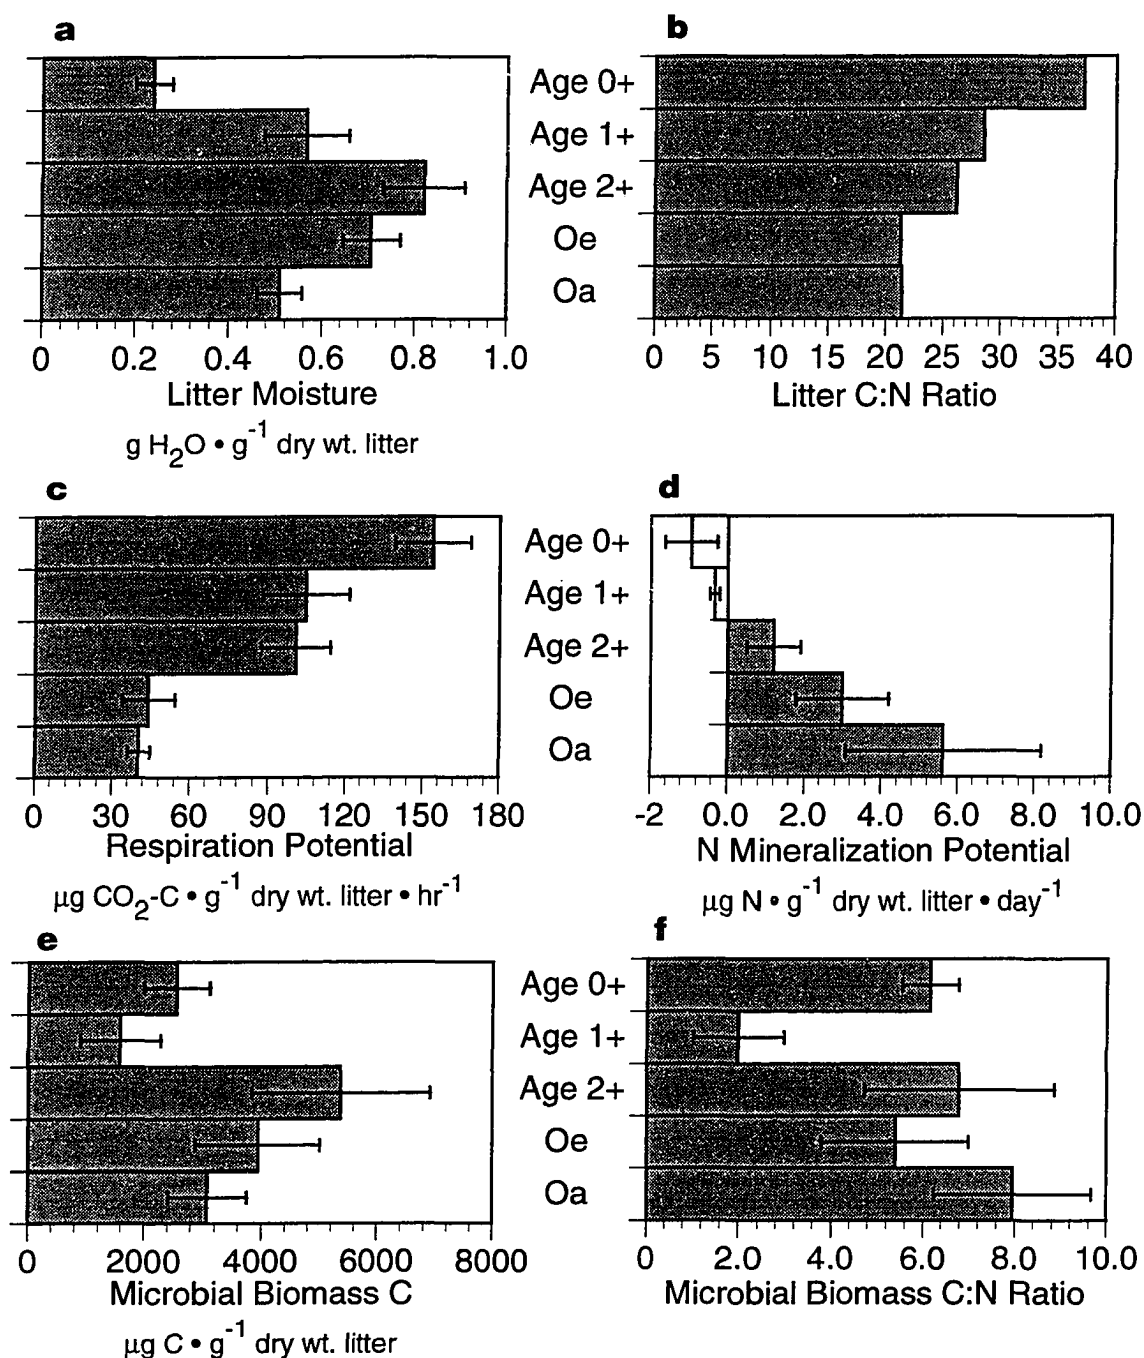 a
b
Age 0+
Age 1+
Age 2+
Oe
Oa
0 0.2 0.4 0.6 0.8 1.0
0 5 10 15 20 25 30 35 40
Litter Moisture
Litter C:N Ratio
g H₂O • g⁻¹ dry wt. litter
c
d
Age 0+
Age 1+
Age 2+
Oe
Oa
0 30 60 90 120 150 180
-2 0.0 2.0 4.0 6.0 8.0 10.0
Respiration Potential
N Mineralization Potential
µg CO₂-C • g⁻¹ dry wt. litter • hr⁻¹
µg N • g⁻¹ dry wt. litter • day⁻¹
e
f
Age 0+
Age 1+
Age 2+
Oe
Oa
0 2000 4000 6000 8000
0 2.0 4.0 6.0 8.0 10.0
Microbial Biomass C
Microbial Biomass C:N Ratio
µg C • g⁻¹ dry wt. litter